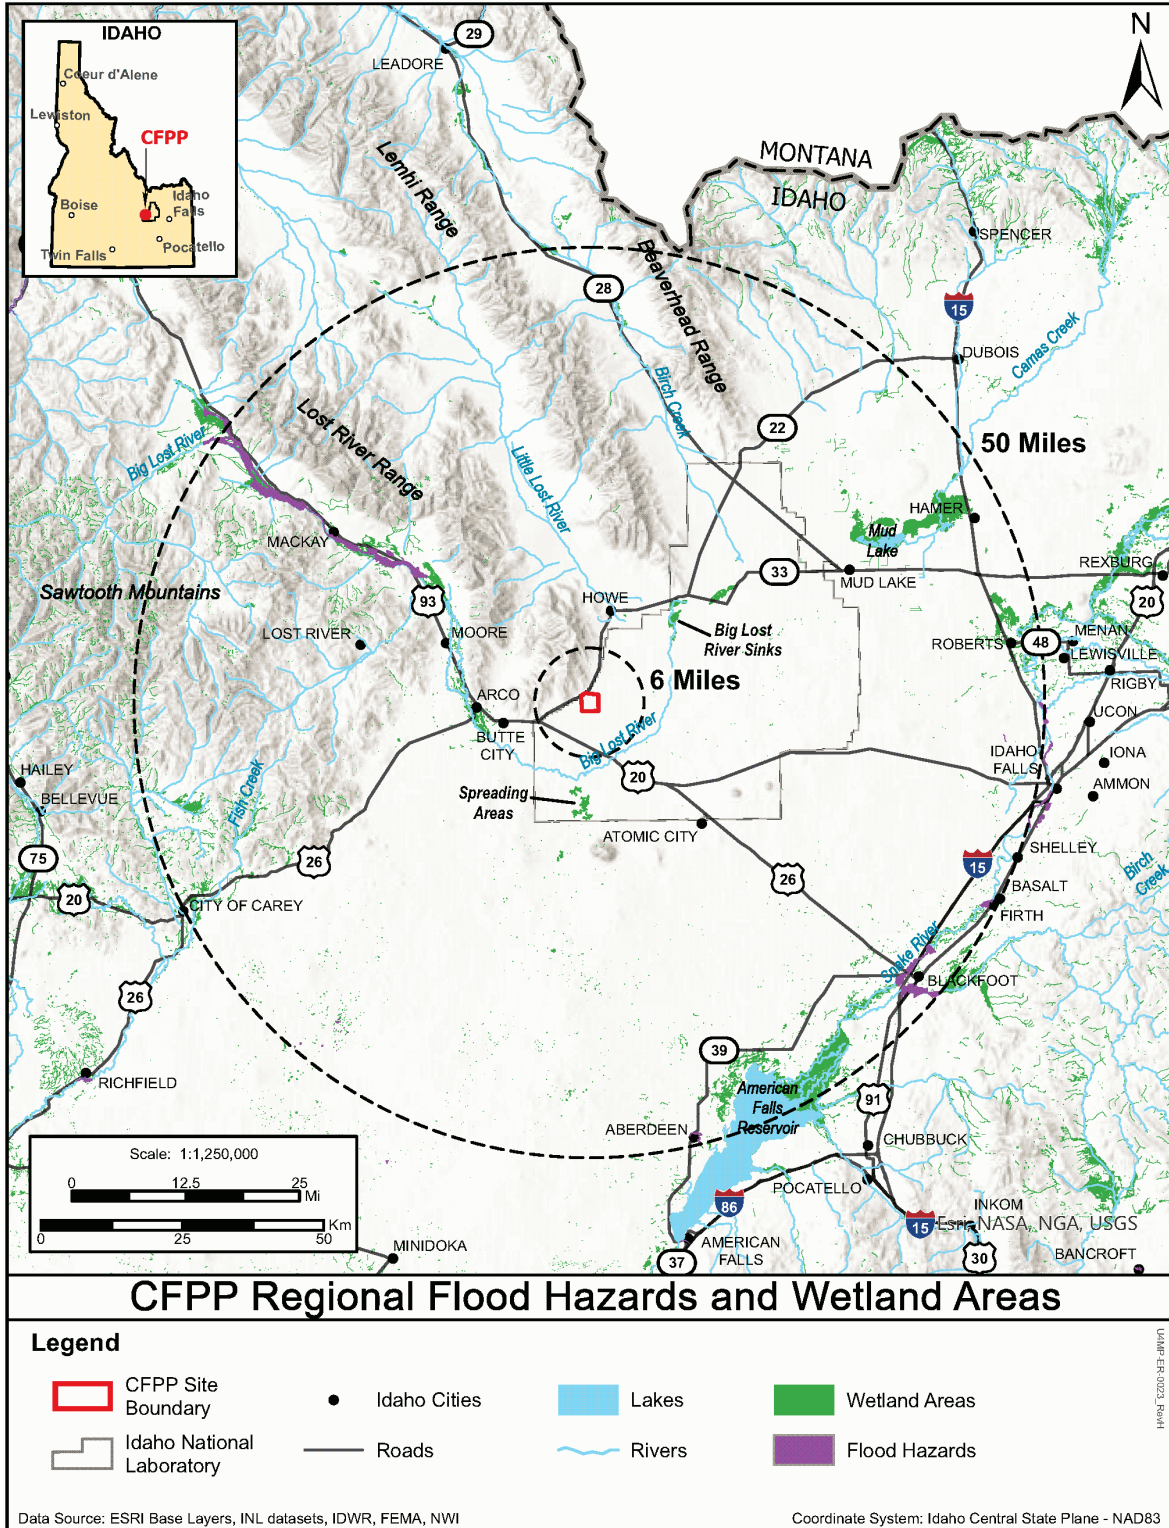 IDAHO
Coeur d'Alene
Lewiston
CFPP
Boise
Idaho
Falls
Twin Falls
Pocatello
29
LEADORE
N
MONTANA
IDAHO
Lemhi Range
Beaverhead Range
SPENCER
28
15
DUBOIS
Camas Creek
Birch Creek
22
50 Miles
Lost River Range
Big Lost River
Little Lost River
HAMER
Mud
Lake
MACKAY
33
MUD LAKE
REXBURG
20
Sawtooth Mountains
93
HOWE
LOST RIVER
MOORE
Big Lost
River Sinks
ROBERTS
48
MENAN
LEWISVILLE
RIGBY
6 Miles
ARCO
BUTTE
CITY
UCON
Big Lost River
IDAHO
FALLS
IONA
AMMON
HAILEY
BELLEVUE
Fish Creek
20
Spreading
Areas
ATOMIC CITY
SHELLEY
75
26
15
Birch
Creek
26
BASALT
FIRTH
20
CITY OF CAREY
Snake River
BLACKFOOT
26
39
RICHFIELD
American
Falls
Reservoir
91
ABERDEEN
CHUBBUCK
Scale: 1:1,250,000
0 12.5 25
Mi
Km
0 25 50
POCATELLO
86
INKOM
15
Esri, NASA, NGA, USGS
MINIDOKA
AMERICAN
FALLS
37
30
BANCROFT
CFPP Regional Flood Hazards and Wetland Areas
Legend
CFPP Site
Boundary
Idaho Cities
Lakes
Wetland Areas
Idaho National
Laboratory
Roads
Rivers
Flood Hazards
U4MP-ER-0023_RevH
Data Source: ESRI Base Layers, INL datasets, IDWR, FEMA, NWI
Coordinate System: Idaho Central State Plane - NAD83